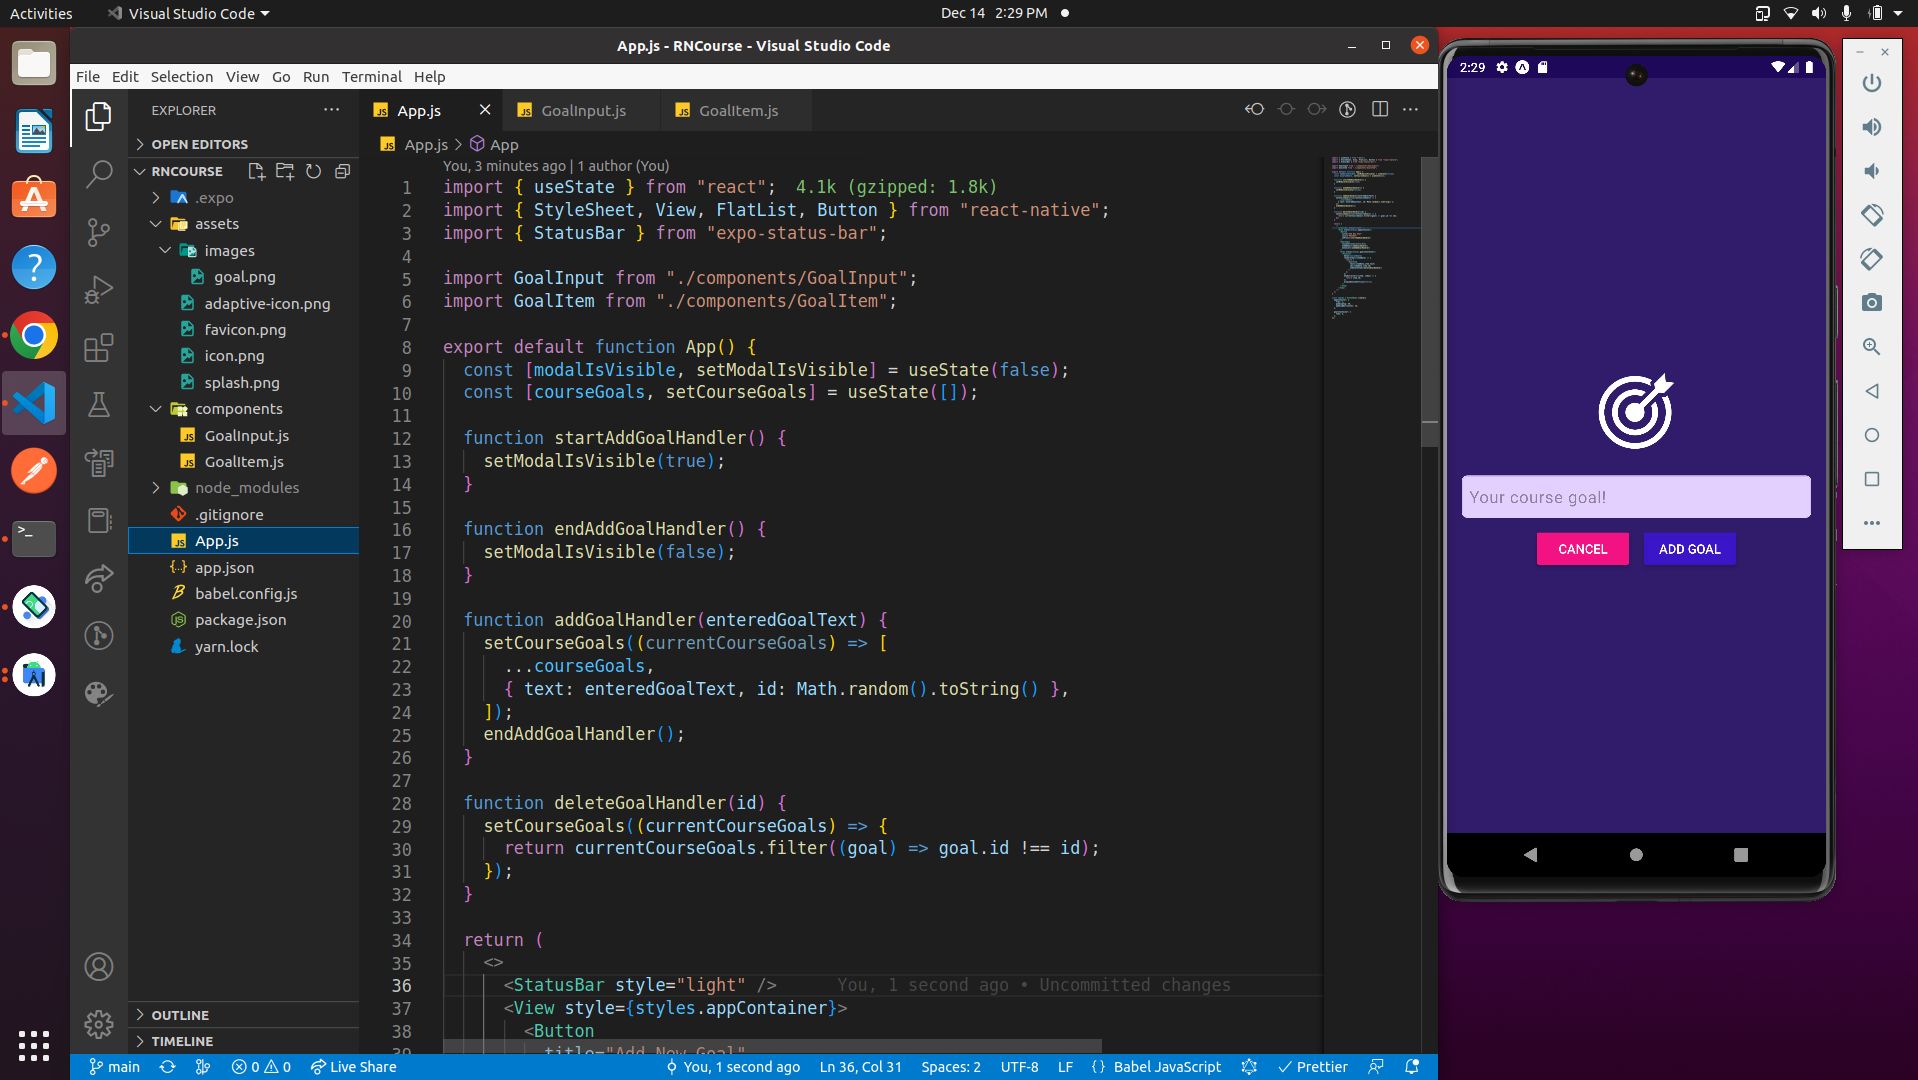 Activities
Visual Studio Code
Dec 14 2:29 PM
App.js - RNCourse - Visual Studio Code
File Edit Selection View Go Run Terminal Help
EXPLORER
OPEN EDITORS
RNCOURSE
.expo
assets
images
goal.png
adaptive-icon.png
favicon.png
icon.png
splash.png
components
JS GoalInput.js
JS GoalItem.js
node_modules
.gitignore
JS App.js
{..} app.json
babel.config.js
package.json
yarn.lock
OUTLINE
TIMELINE
JS App.js
JS GoalInput.js
JS GoalItem.js
JS App.js > App
You, 3 minutes ago | 1 author (You)
1 import { useState } from "react"; 4.1k (gzipped: 1.8k)
2 import { StyleSheet, View, FlatList, Button } from "react-native";
3 import { StatusBar } from "expo-status-bar";
4
5 import GoalInput from "./components/GoalInput";
6 import GoalItem from "./components/GoalItem";
7
8 export default function App() {
9 const [modalIsVisible, setModalIsVisible] = useState(false);
10 const [courseGoals, setCourseGoals] = useState([]);
11
12 function startAddGoalHandler() {
13 setModalIsVisible(true);
14 }
15
16 function endAddGoalHandler() {
17 setModalIsVisible(false);
18 }
19
20 function addGoalHandler(enteredGoalText) {
21 setCourseGoals((currentCourseGoals) => [
22 ...courseGoals,
23 { text: enteredGoalText, id: Math.random().toString() },
24 ]);
25 endAddGoalHandler();
26 }
27
28 function deleteGoalHandler(id) {
29 setCourseGoals((currentCourseGoals) => {
30 return currentCourseGoals.filter((goal) => goal.id !== id);
31 });
32 }
33
34 return (
35 <>
36 <StatusBar style="light" /> You, 1 second ago • Uncommitted changes
37 <View style={styles.appContainer}>
38 <Button
39 title="Add New Goal"
main
0 0
Live Share
You, 1 second ago
Ln 36, Col 31
Spaces: 2
UTF-8
LF
{} Babel JavaScript
Prettier
2:29
Your course goal!
CANCEL
ADD GOAL